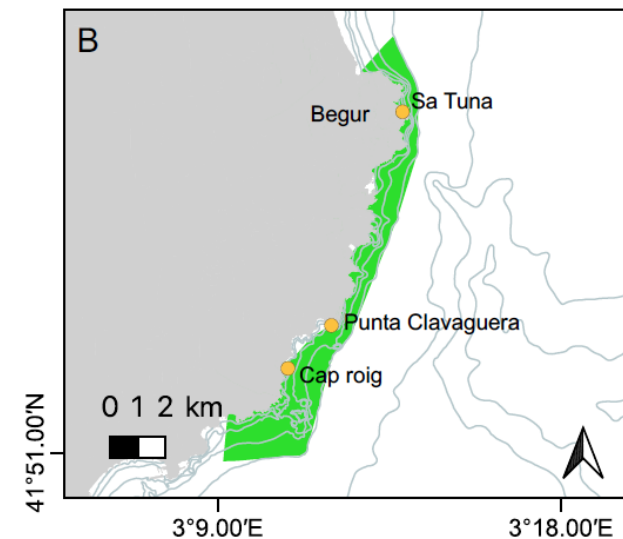 B
Sa Tuna
Begur
Punta Clavaguera
Cap roig
0 1 2 km
41°51.00′N
3°9.00′E
3°18.00′E